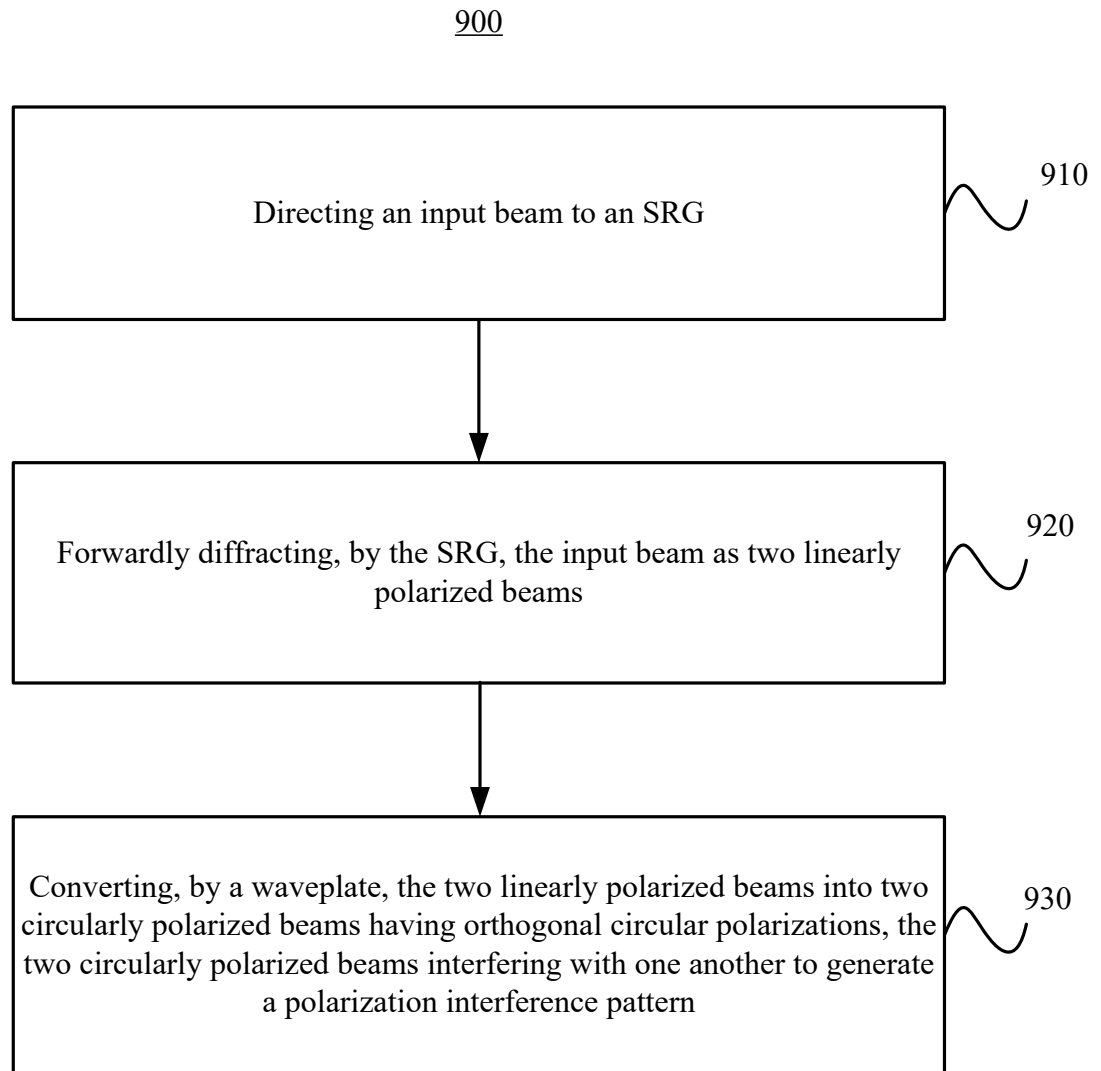 900
Directing an input beam to an SRG
910
Forwardly diffracting, by the SRG, the input beam as two linearly
polarized beams
920
Converting, by a waveplate, the two linearly polarized beams into two
circularly polarized beams having orthogonal circular polarizations, the
two circularly polarized beams interfering with one another to generate
a polarization interference pattern
930